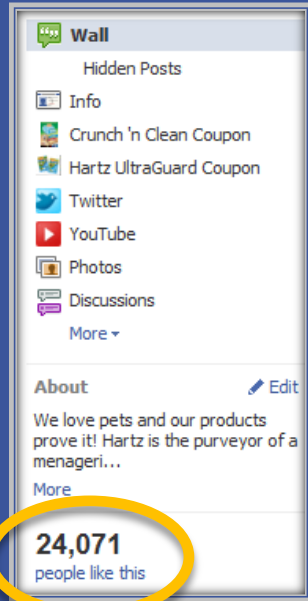 Wall
Hidden Posts
Info
Crunch 'n Clean Coupon
Hartz UltraGuard Coupon
Twitter
YouTube
Photos
Discussions
More
About Edit
We love pets and our products
prove it! Hartz is the purveyor of a
menageri...
More
24,071
people like this